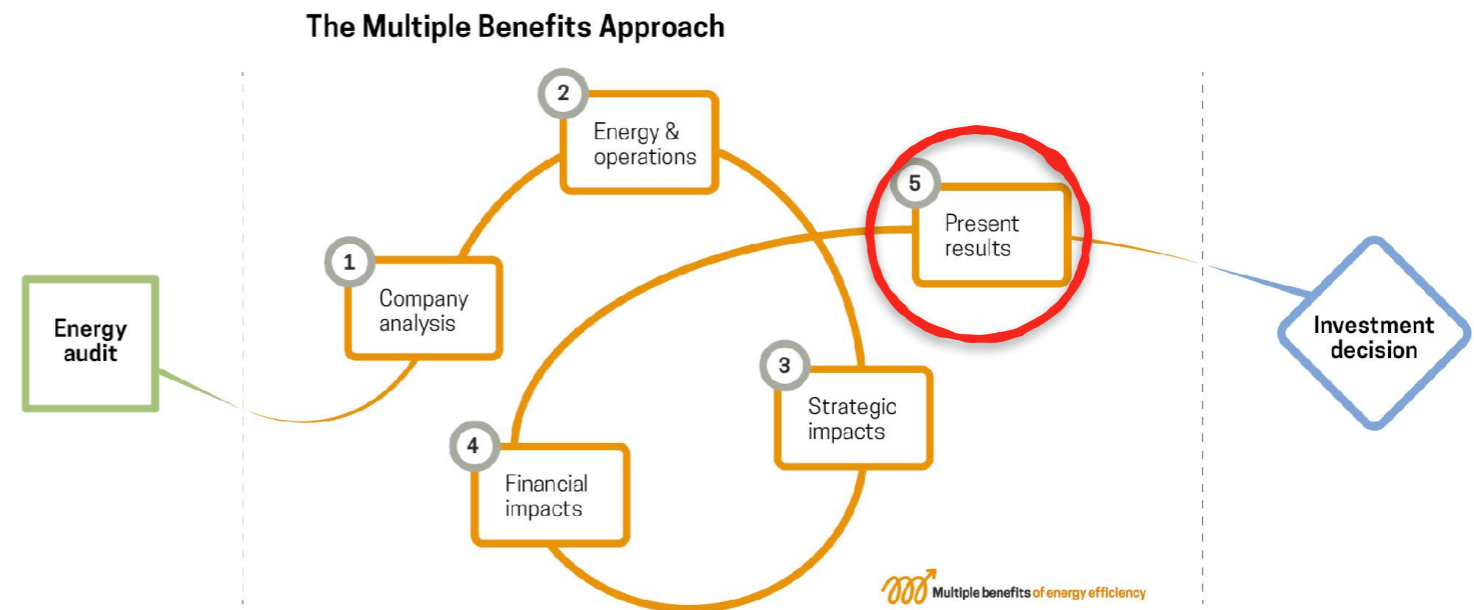 The Multiple Benefits Approach
Energy
audit
1
Company
analysis
2
Energy &
operations
3
Strategic
impacts
4
Financial
impacts
5
Present
results
Investment
decision
Multiple benefits of energy efficiency